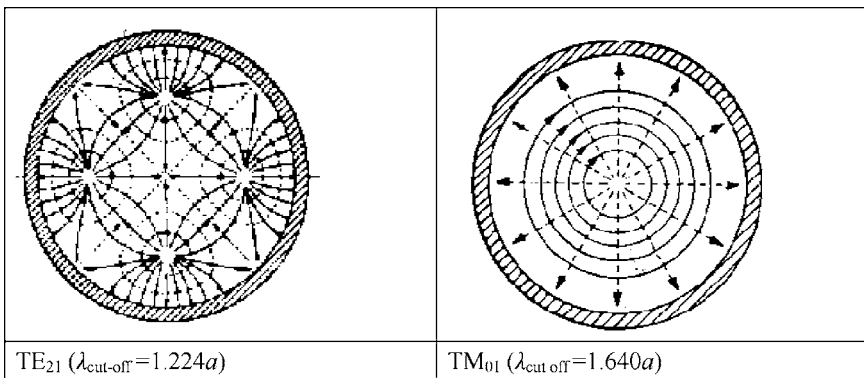 TE₂₁ (λcut-off=1.224a)
TM₀₁ (λcut off=1.640a)